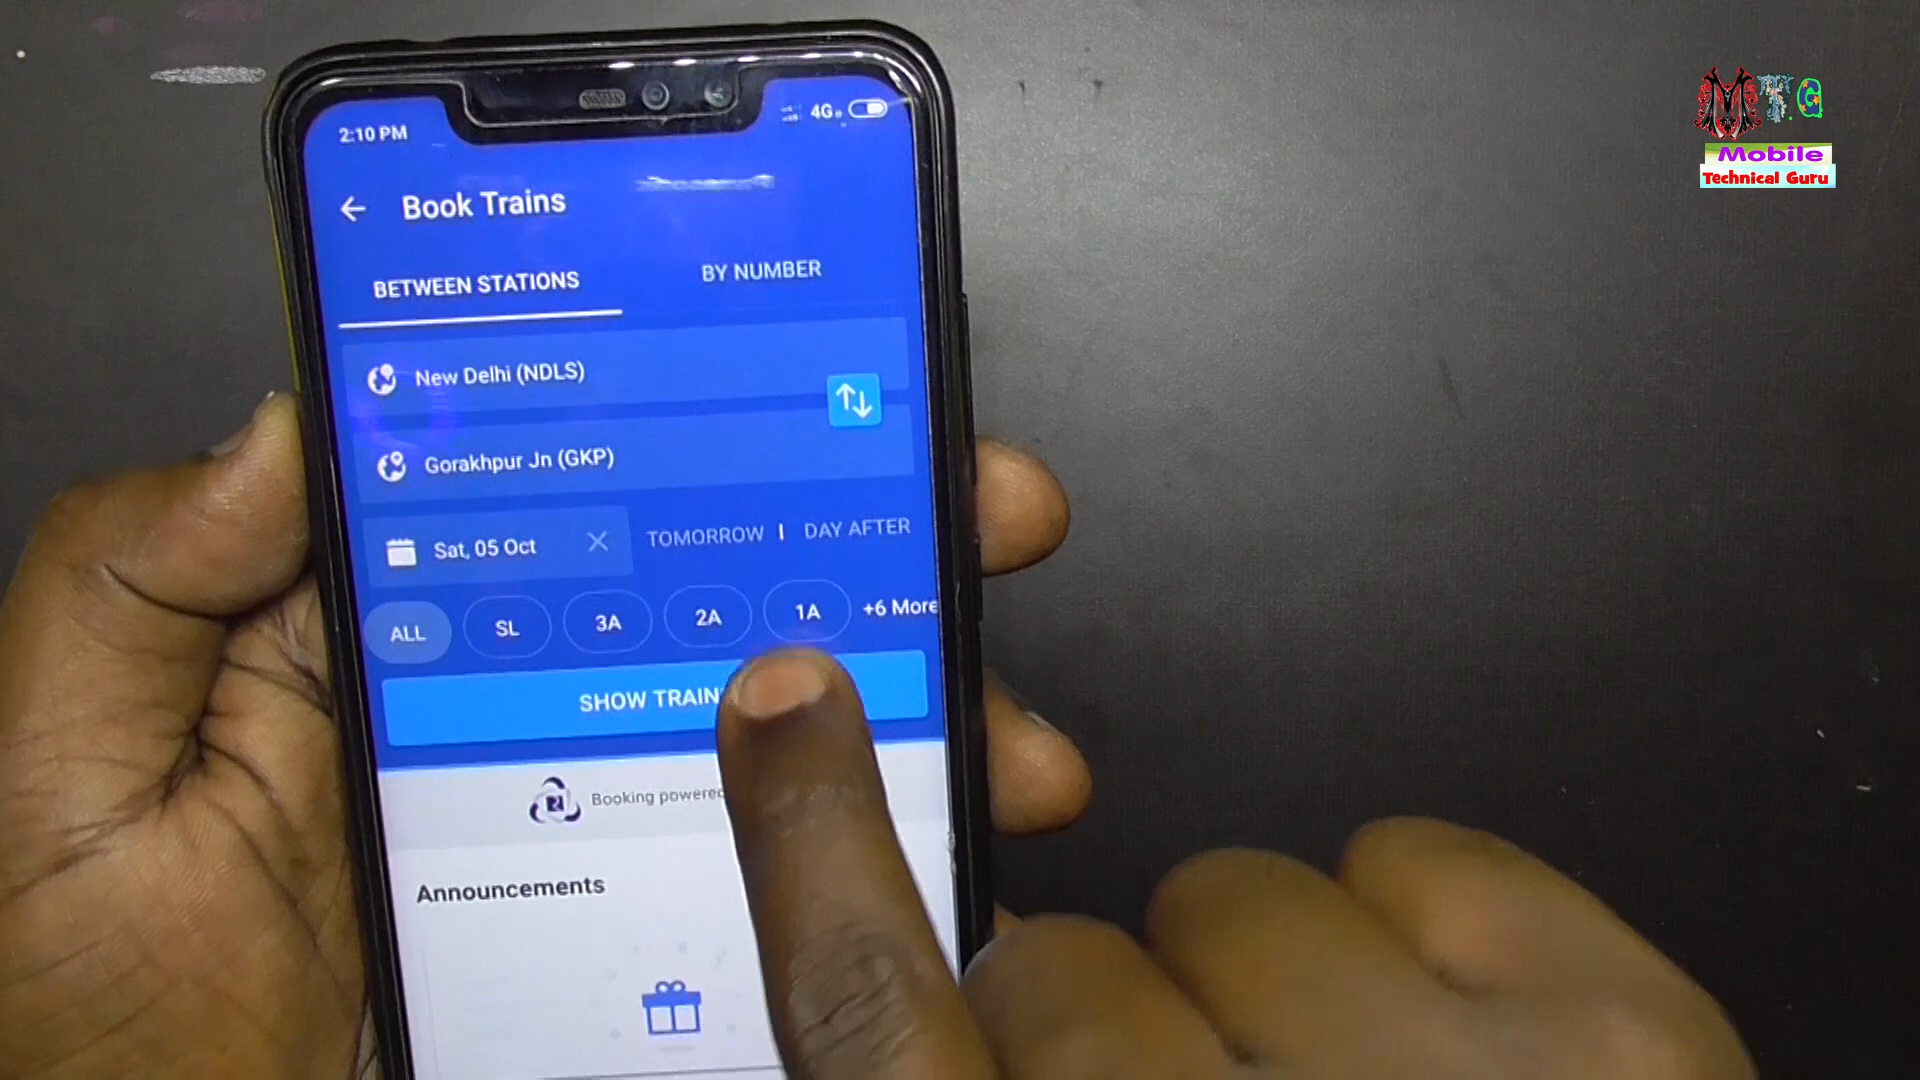 2:10 PM
4G
Book Trains
BETWEEN STATIONS
BY NUMBER
New Delhi (NDLS)
Gorakhpur Jn (GKP)
Sat, 05 Oct
TOMORROW | DAY AFTER
ALL
SL
3A
2A
1A
+6 More
SHOW TRAIN
Booking powered
Announcements
MTG
Mobile
Technical Guru